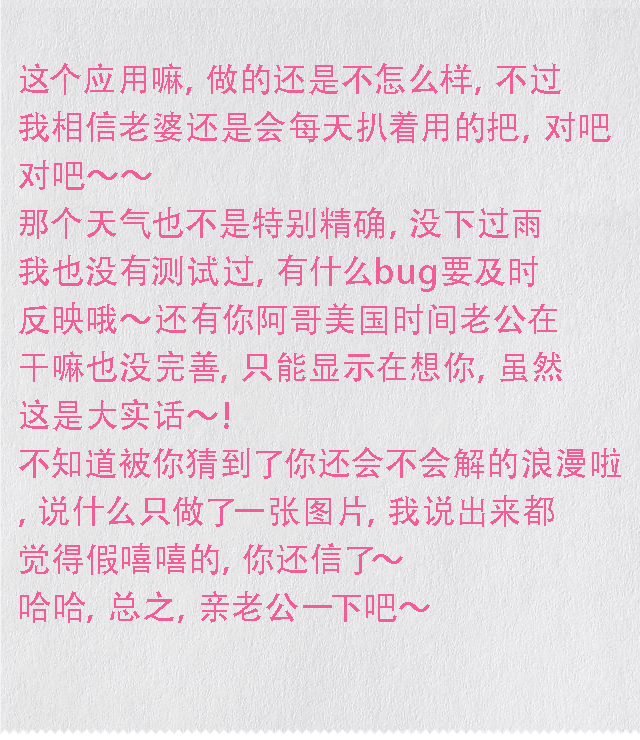 这个应用嘛, 做的还是不怎么样, 不过
我相信老婆还是会每天扒着用的把, 对吧
对吧～～
那个天气也不是特别精确, 没下过雨
我也没有测试过, 有什么bug要及时
反映哦～还有你阿哥美国时间老公在
干嘛也没完善, 只能显示在想你, 虽然
这是大实话～!
不知道被你猜到了你还会不会解的浪漫啦
, 说什么只做了一张图片, 我说出来都
觉得假嘻嘻的, 你还信了～
哈哈, 总之, 亲老公一下吧～